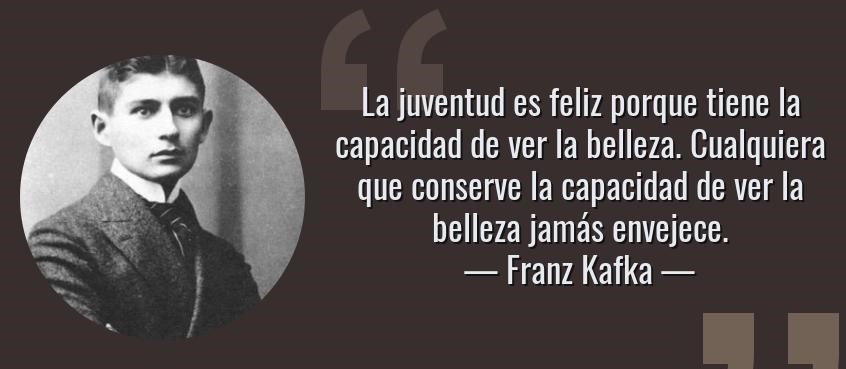 La juventud es feliz porque tiene la
capacidad de ver la belleza. Cualquiera
que conserve la capacidad de ver la
belleza jamás envejece.
— Franz Kafka —